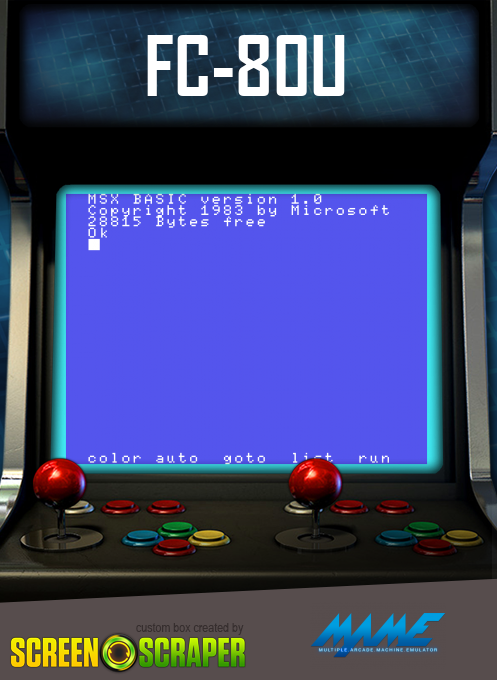 FC-80U
MSX BASIC version 1.0
Copyright 1983 by Microsoft
28815 Bytes free
Ok
color auto goto list run
custom box created by
SCREEN SCRAPER
MAME
MULTIPLE ARCADE MACHINE EMULATOR